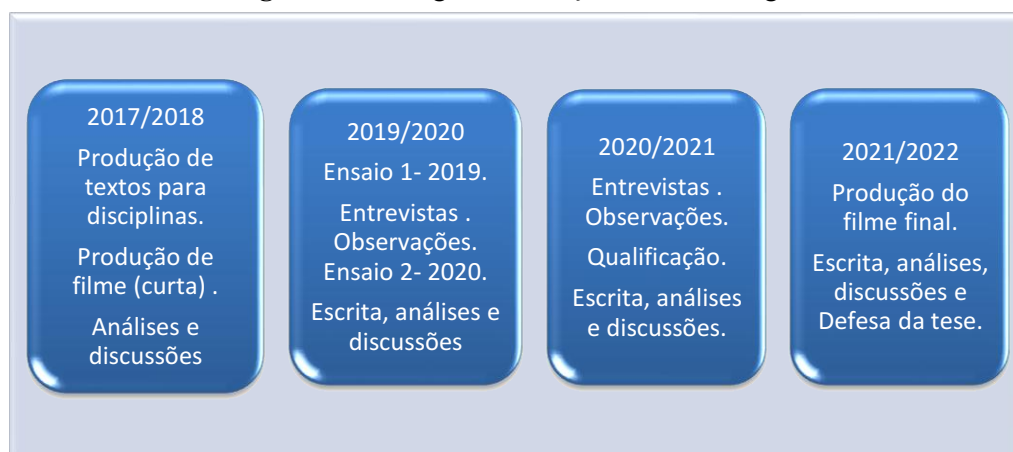 2017/2018
Produção de
textos para
disciplinas.
Produção de
filme (curta) .
Análises e
discussões
2019/2020
Ensaio 1- 2019.
Entrevistas .
Observações.
Ensaio 2- 2020.
Escrita, análises e
discussões
2020/2021
Entrevistas .
Observações.
Qualificação.
Escrita, análises
e discussões.
2021/2022
Produção do
filme final.
Escrita, análises,
discussões e
Defesa da tese.